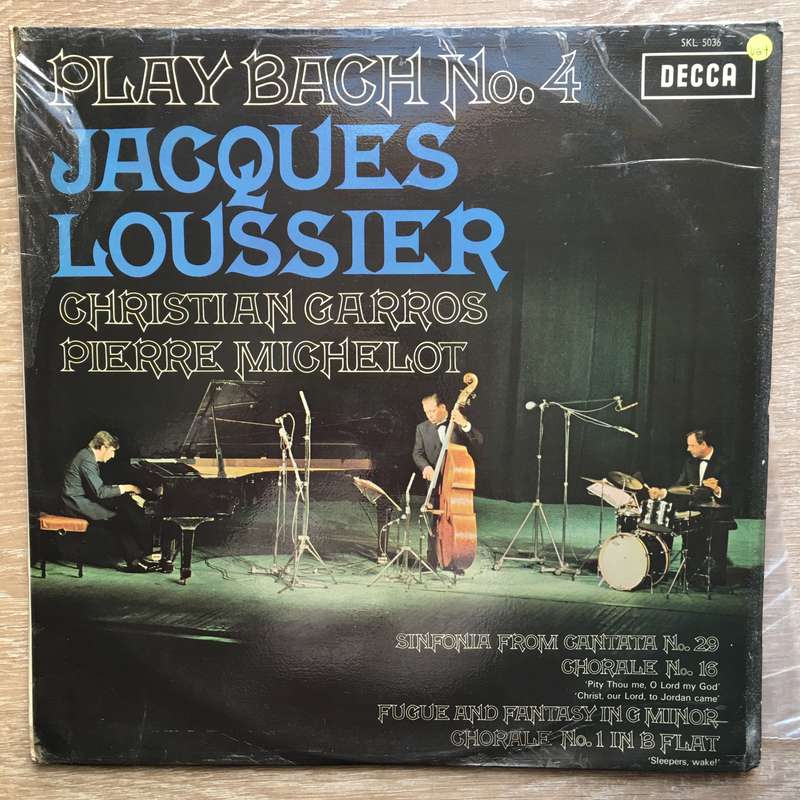 SKL 5036
DECCA
PLAY BACH No. 4
JACQUES
LOUSSIER
CHRISTIAN GARROS
PIERRE MICHELOT
SINFONIA FROM CANTATA No. 29
CHORALE No. 16
'Pity Thou me, O Lord my God'
'Christ, our Lord, to Jordan came'
FUGUE AND FANTASY IN G MINOR
CHORALE No. 1 IN B FLAT
'Sleepers, wake!'